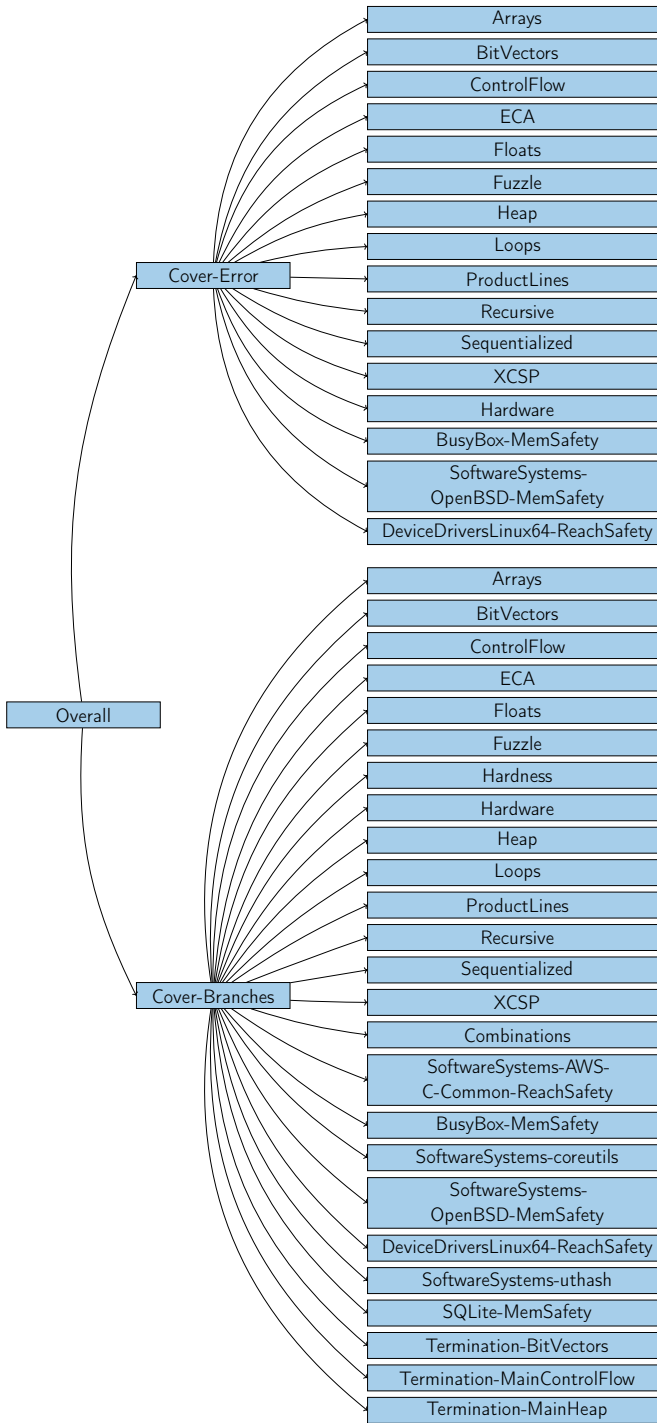 Arrays
BitVectors
ControlFlow
ECA
Floats
Fuzzle
Heap
Loops
Cover-Error
ProductLines
Recursive
Sequentialized
XCSP
Hardware
BusyBox-MemSafety
SoftwareSystems-
OpenBSD-MemSafety
DeviceDriversLinux64-ReachSafety
Arrays
BitVectors
ControlFlow
ECA
Overall
Floats
Fuzzle
Hardness
Hardware
Heap
Loops
ProductLines
Recursive
Sequentialized
Cover-Branches
XCSP
Combinations
SoftwareSystems-AWS-
C-Common-ReachSafety
BusyBox-MemSafety
SoftwareSystems-coreutils
SoftwareSystems-
OpenBSD-MemSafety
DeviceDriversLinux64-ReachSafety
SoftwareSystems-uthash
SQLite-MemSafety
Termination-BitVectors
Termination-MainControlFlow
Termination-MainHeap